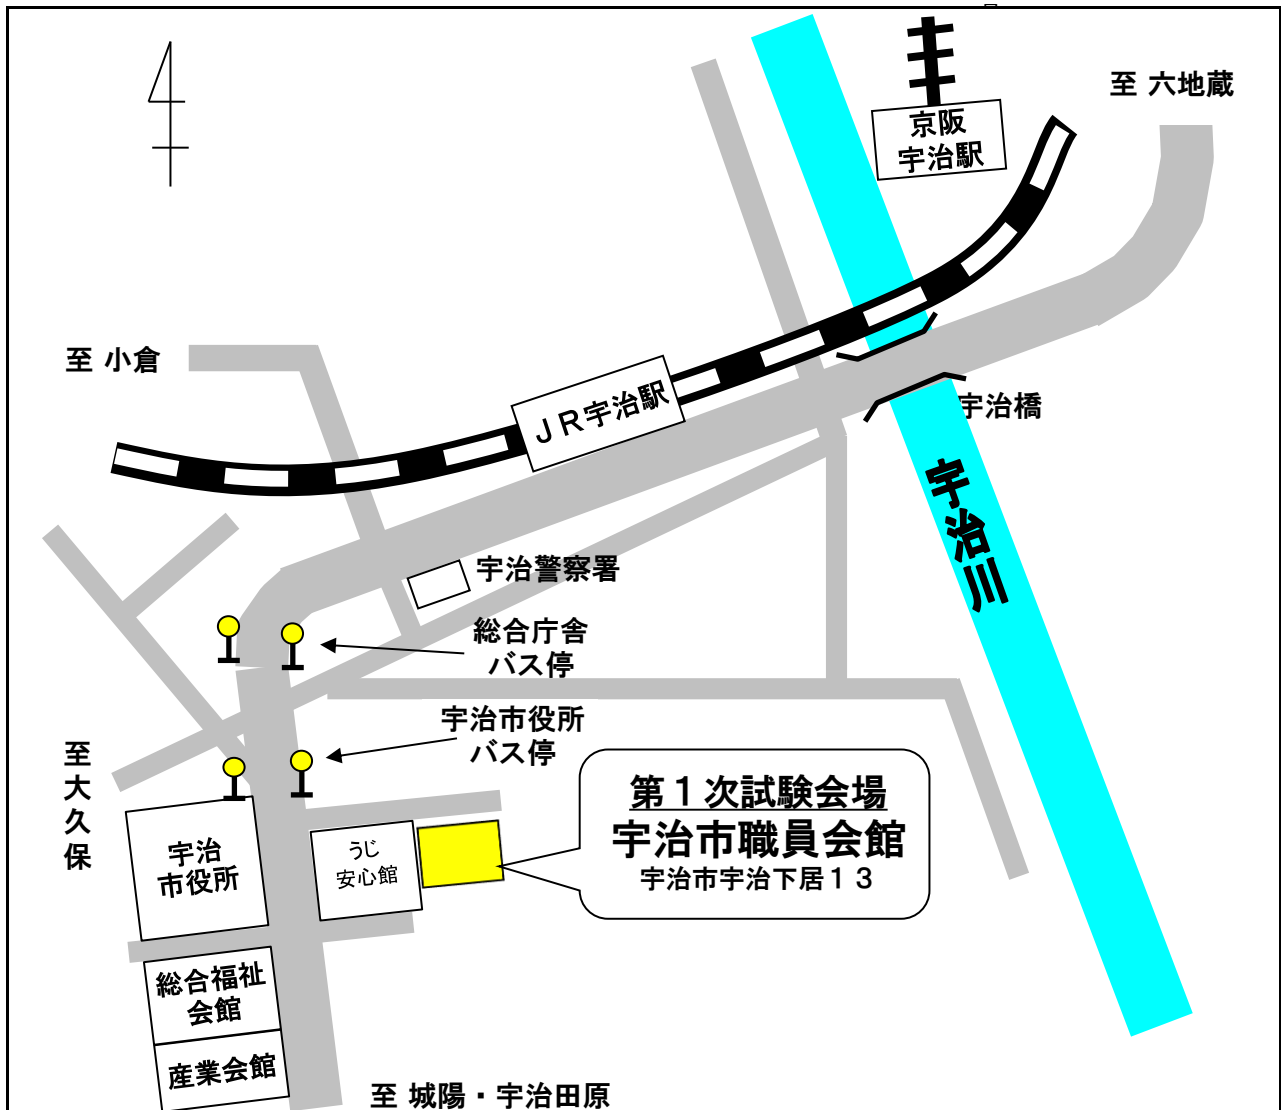 至 六地蔵
京阪
宇治駅
至 小倉
ＪＲ宇治駅
宇治橋
宇治川
宇治警察署
総合庁舎
バス停
宇治市役所
バス停
至大久保
第１次試験会場
宇治市職員会館
宇治市宇治下居１３
宇治
市役所
うじ
安心館
総合福祉
会館
産業会館
至 城陽・宇治田原